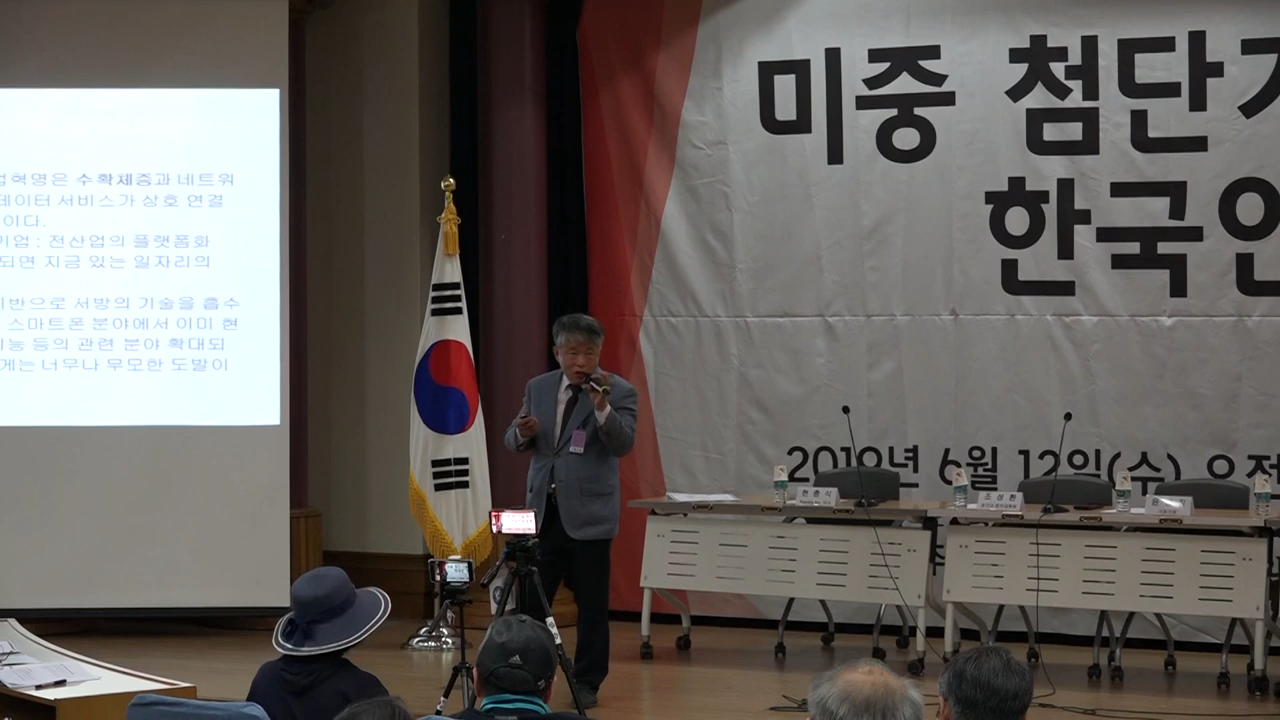 업혁명은 수확체증과 네트워
데이터 서비스가 상호 연결
이다.
기업 : 전산업의 플랫폼화
되면 지금 있는 일자리의
기반으로 서방의 기술을 흡수
스마트폰 분야에서 이미 현
능 등의 관련 분야 확대되
게는 너무나 무모한 도발이
미중 첨단기
한국인
2019년 6월 12일(수) 오전
현충식
조성환